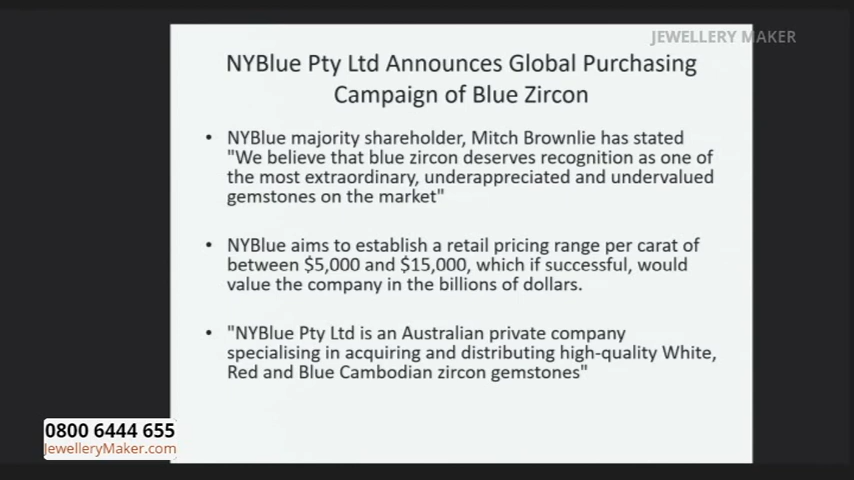 JEWELLERY MAKER
NYBlue Pty Ltd Announces Global Purchasing
Campaign of Blue Zircon
• NYBlue majority shareholder, Mitch Brownlie has stated
"We believe that blue zircon deserves recognition as one of
the most extraordinary, underappreciated and undervalued
gemstones on the market"
• NYBlue aims to establish a retail pricing range per carat of
between $5,000 and $15,000, which if successful, would
value the company in the billions of dollars.
• "NYBlue Pty Ltd is an Australian private company
specialising in acquiring and distributing high-quality White,
Red and Blue Cambodian zircon gemstones"
0800 6444 655
JewelleryMaker.com